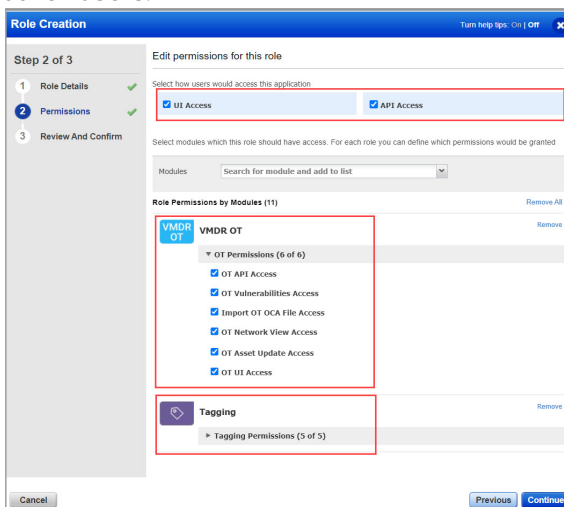 Role Creation
Turn help tips: On | Off
Step 2 of 3
1 Role Details
2 Permissions
3 Review And Confirm
Edit permissions for this role
Select how users would access this application
UI Access
API Access
Select modules which this role should have access. For each role you can define which permissions would be granted
Modules
Search for module and add to list
Role Permissions by Modules (11)
Remove All
VMDR OT
VMDR OT
Remove
OT Permissions (6 of 6)
OT API Access
OT Vulnerabilities Access
Import OT OCA File Access
OT Network View Access
OT Asset Update Access
OT UI Access
Tagging
Remove
Tagging Permissions (5 of 5)
Cancel
Previous
Continue